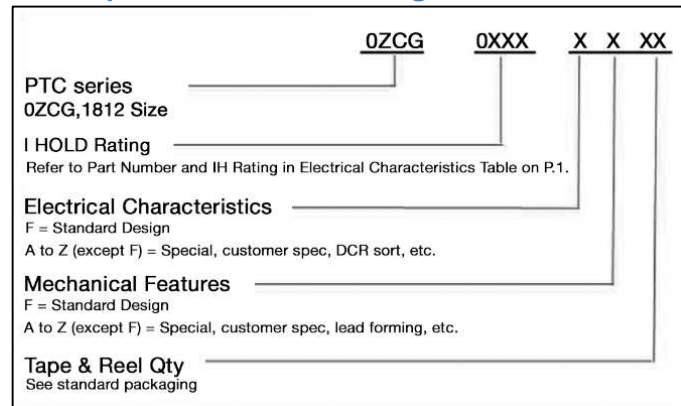 0ZCG 0XXX X X XX
PTC series
0ZCG,1812 Size
I HOLD Rating
Refer to Part Number and IH Rating in Electrical Characteristics Table on P.1.
Electrical Characteristics
F = Standard Design
A to Z (except F) = Special, customer spec, DCR sort, etc.
Mechanical Features
F = Standard Design
A to Z (except F) = Special, customer spec, lead forming, etc.
Tape & Reel Qty
See standard packaging